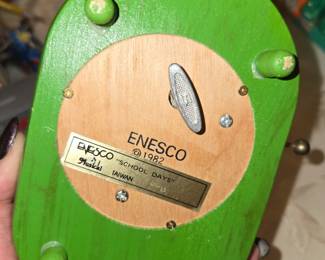 ENESCO
©1982
ENESCO "SCHOOL DAYS"
TAIWAN